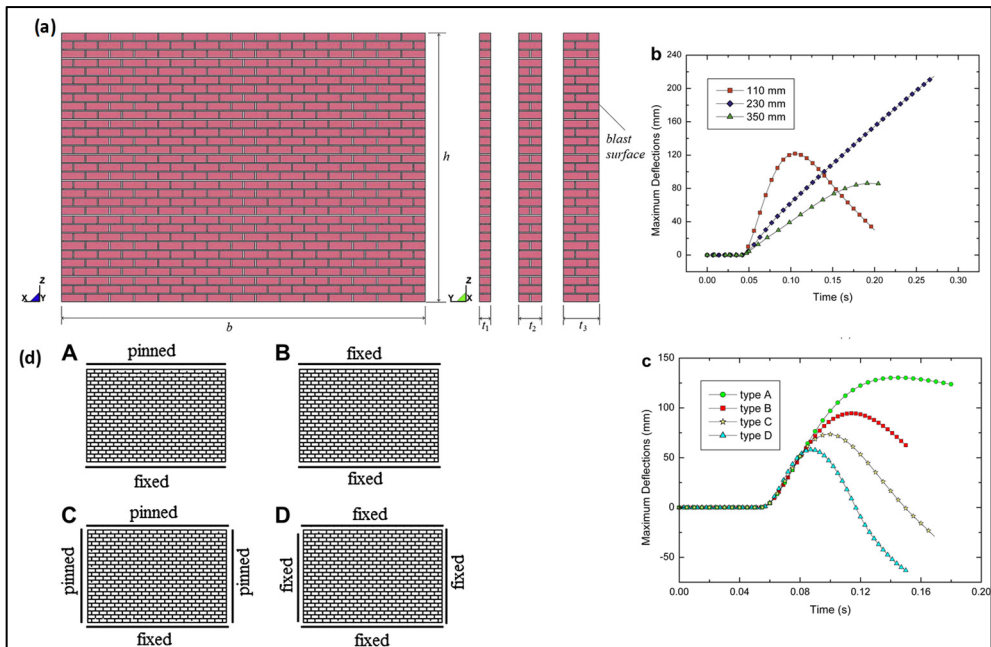 (a)
h
blast
surface
Z
X Y
Z
Y X
b
t1 t2 t3
b
110 mm
230 mm
350 mm
Maximum Deflections (mm)
240
200
160
120
80
40
0
0.00 0.05 0.10 0.15 0.20 0.25 0.30
Time (s)
(d)
A
pinned
fixed
B
fixed
fixed
C
pinned
pinned
pinned
fixed
D
fixed
fixed
fixed
fixed
c
type A
type B
type C
type D
Maximum Deflections (mm)
150
100
50
0
-50
0.00 0.04 0.08 0.12 0.16 0.20
Time (s)